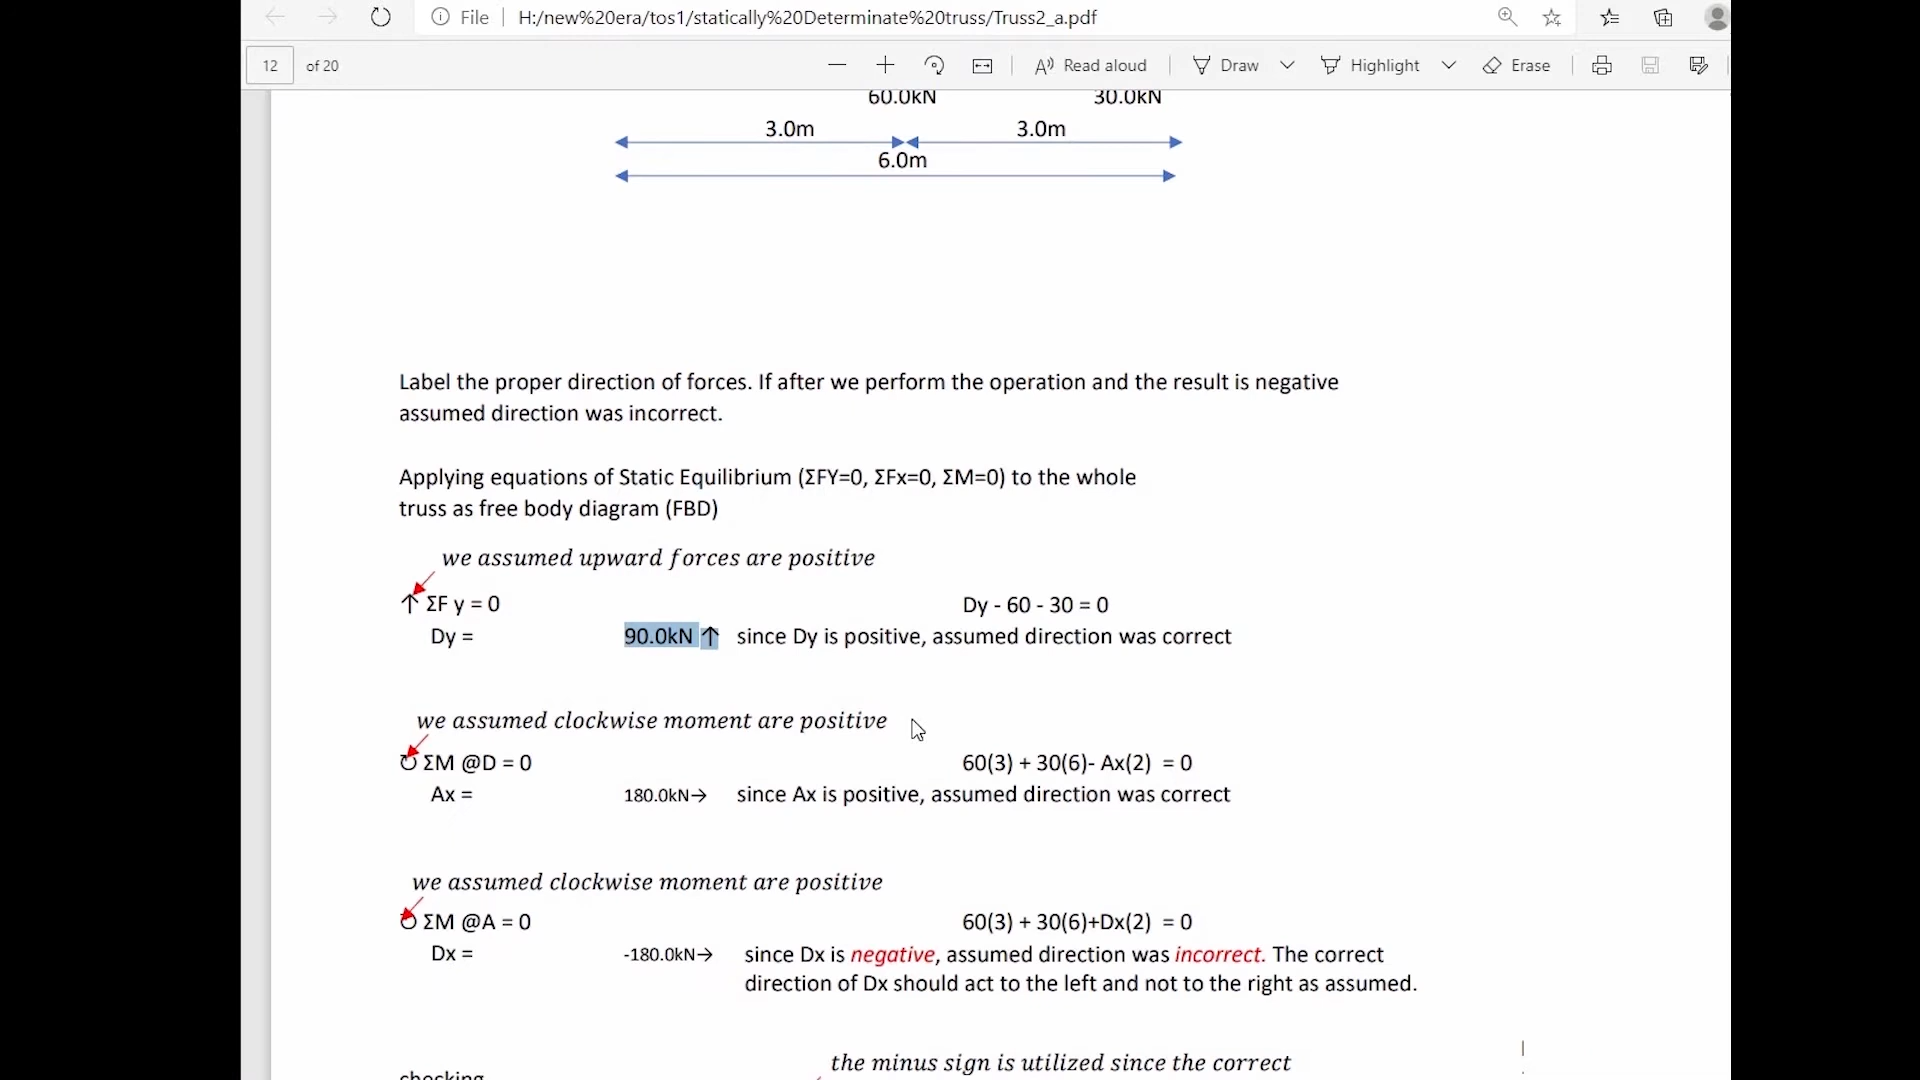 File H:/new%20era/tos1/statically%20Determinate%20truss/Truss2_a.pdf
12 of 20 Read aloud Draw Highlight Erase
60.0kN 30.0kN
3.0m 3.0m
6.0m
Label the proper direction of forces. If after we perform the operation and the result is negative
assumed direction was incorrect.
Applying equations of Static Equilibrium (ΣFY=0, ΣFx=0, ΣM=0) to the whole
truss as free body diagram (FBD)
we assumed upward forces are positive
↑ ΣF y = 0 Dy - 60 - 30 = 0
Dy = 90.0kN ↑ since Dy is positive, assumed direction was correct
we assumed clockwise moment are positive
↻ ΣM @D = 0 60(3) + 30(6)- Ax(2) = 0
Ax = 180.0kN→ since Ax is positive, assumed direction was correct
we assumed clockwise moment are positive
↻ ΣM @A = 0 60(3) + 30(6)+Dx(2) = 0
Dx = -180.0kN→ since Dx is negative, assumed direction was incorrect. The correct
direction of Dx should act to the left and not to the right as assumed.
the minus sign is utilized since the correct
checking